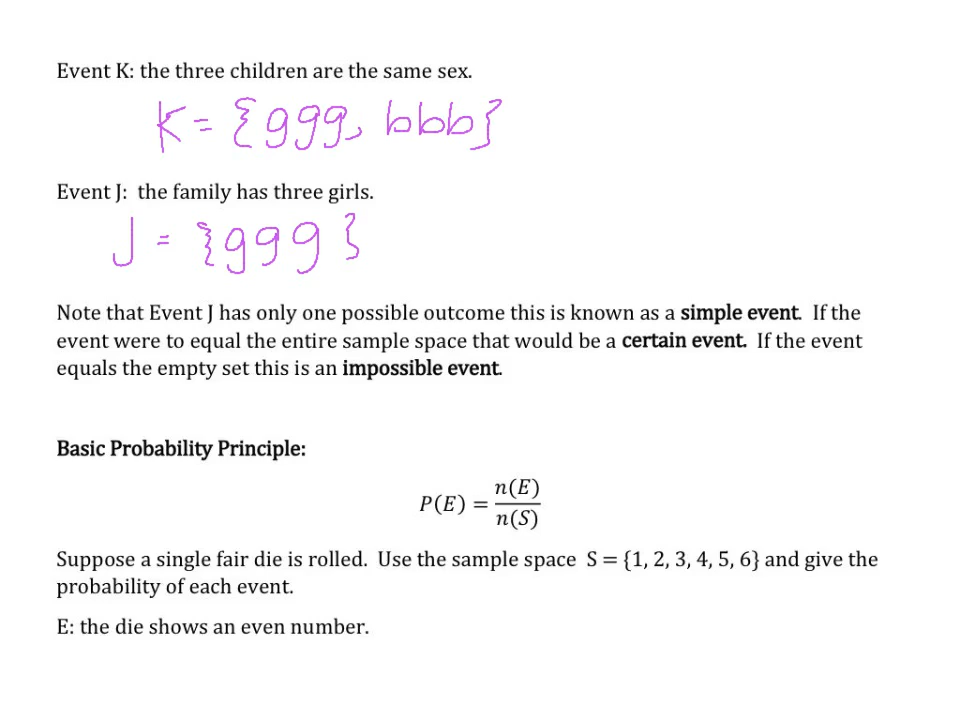 Event K: the three children are the same sex.
K = {ggg, bbb}
Event J:  the family has three girls.
J = {ggg}
Note that Event J has only one possible outcome this is known as a simple event.  If the
event were to equal the entire sample space that would be a certain event.  If the event
equals the empty set this is an impossible event.
Basic Probability Principle:
P(E) = n(E)/n(S)
Suppose a single fair die is rolled.  Use the sample space  S = {1, 2, 3, 4, 5, 6} and give the
probability of each event.
E: the die shows an even number.